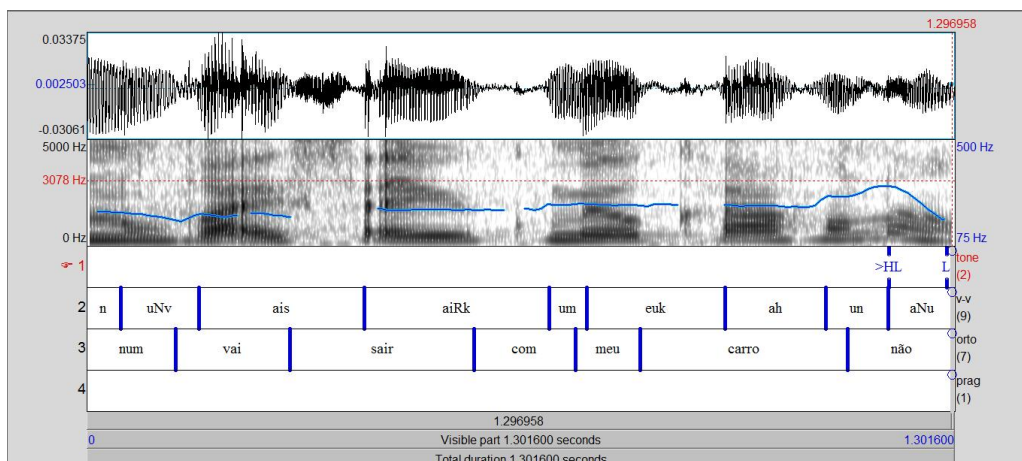 1.296958
0.03375
0.002503
-0.03061
5000 Hz 500 Hz
3078 Hz
0 Hz 75 Hz
1 >HL L tone (2)
2 n uNv ais aiRk um euk ah un aNu v-v (9)
3 num vai sair com meu carro não orto (7)
4 prag (1)
1.296958
0 Visible part 1.301600 seconds 1.301600
Total duration 1.301600 seconds